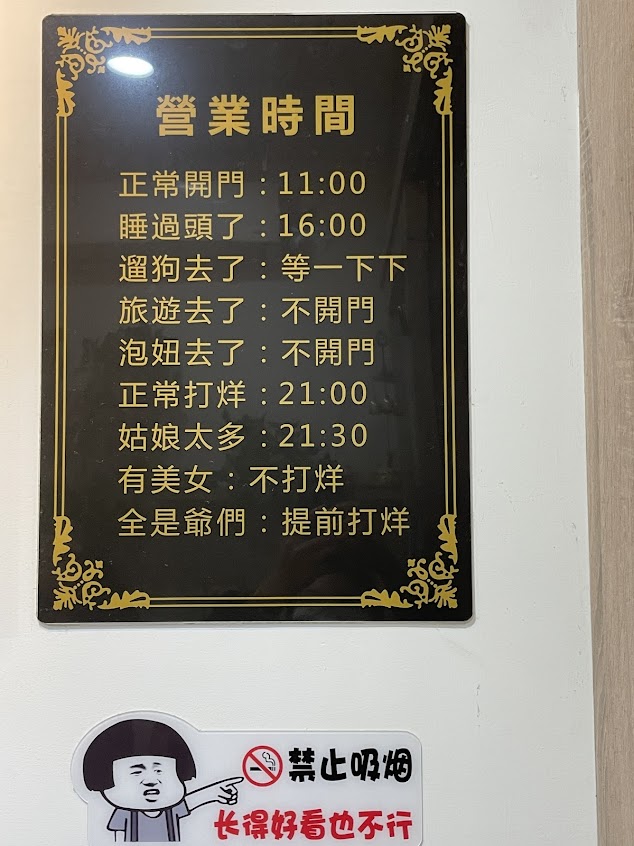 營業時間
正常開門：11:00
睡過頭了：16:00
遛狗去了：等一下下
旅遊去了：不開門
泡妞去了：不開門
正常打烊：21:00
姑娘太多：21:30
有美女：不打烊
全是爺們：提前打烊
禁止吸烟
长得好看也不行